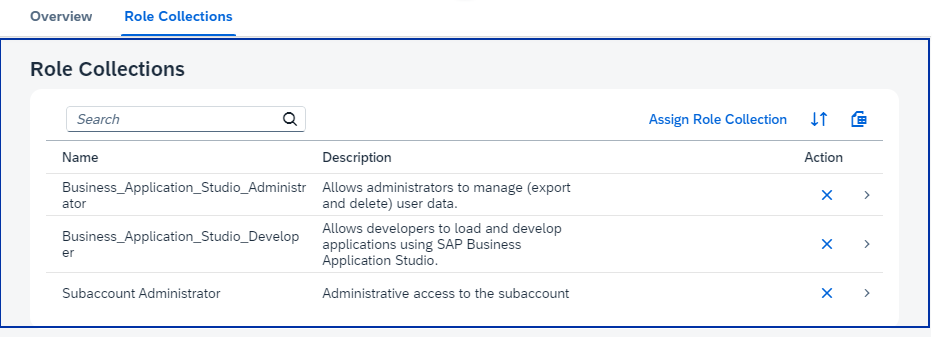 Overview Role Collections
Role Collections
Search
Assign Role Collection
Name Description Action
Business_Application_Studio_Administr
ator
Allows administrators to manage (export
and delete) user data.
Business_Application_Studio_Develop
er
Allows developers to load and develop
applications using SAP Business
Application Studio.
Subaccount Administrator
Administrative access to the subaccount